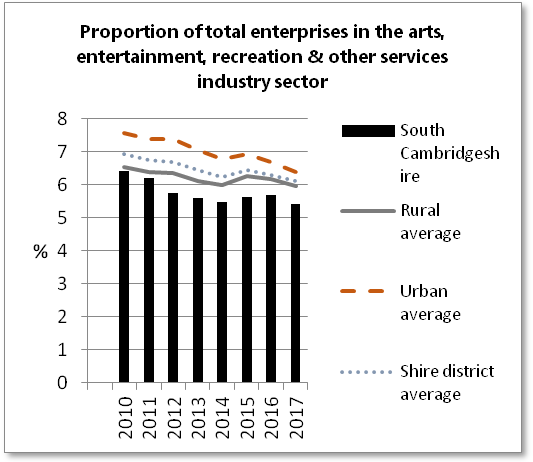 Proportion of total enterprises in the arts,
entertainment, recreation & other services
industry sector
8
7
6
5
4
3
2
1
0
%
2010
2011
2012
2013
2014
2015
2016
2017
South
Cambridgesh
ire
Rural
average
Urban
average
Shire district
average